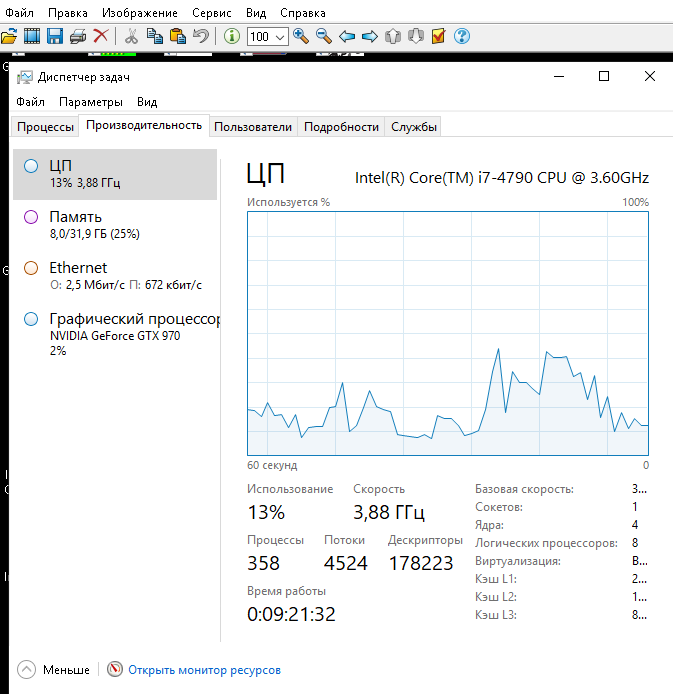 Файл Правка Изображение Сервис Вид Справка
100
Диспетчер задач
Файл Параметры Вид
Процессы Производительность Пользователи Подробности Службы
ЦП
13% 3,88 ГГц
Память
8,0/31,9 ГБ (25%)
Ethernet
О: 2,5 Мбит/с П: 672 кбит/с
Графический процессор
NVIDIA GeForce GTX 970
2%
ЦП Intel(R) Core(TM) i7-4790 CPU @ 3.60GHz
Используется % 100%
60 секунд 0
Использование Скорость
13% 3,88 ГГц
Процессы Потоки Дескрипторы
358 4524 178223
Время работы
0:09:21:32
Базовая скорость: 3...
Сокетов: 1
Ядра: 4
Логических процессоров: 8
Виртуализация: В...
Кэш L1: 2...
Кэш L2: 1...
Кэш L3: 8...
Меньше Открыть монитор ресурсов